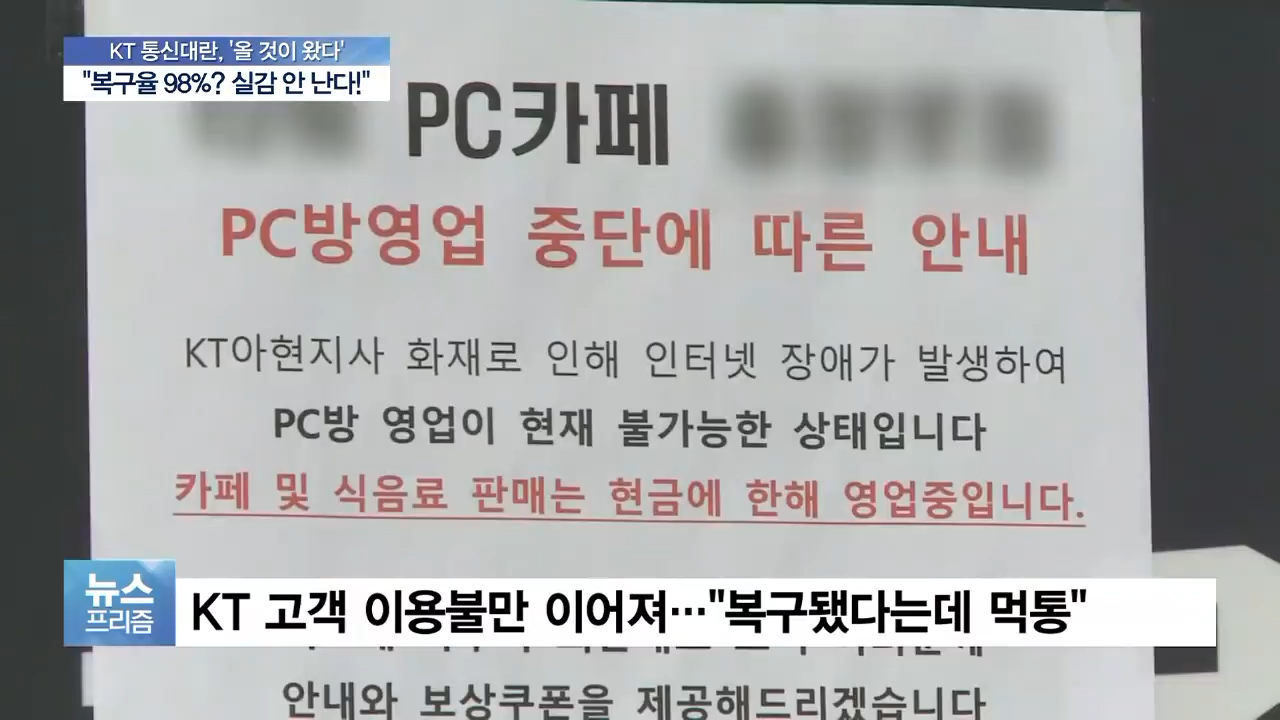 KT 통신대란, '올 것이 왔다'
"복구율 98%? 실감 안 난다!"
PC카페
PC방영업 중단에 따른 안내
KT아현지사 화재로 인해 인터넷 장애가 발생하여
PC방 영업이 현재 불가능한 상태입니다
카페 및 식음료 판매는 현금에 한해 영업중입니다.
뉴스
프리즘
KT 고객 이용불만 이어져…"복구됐다는데 먹통"
안내와 보상쿠폰을 제공해드리겠습니다